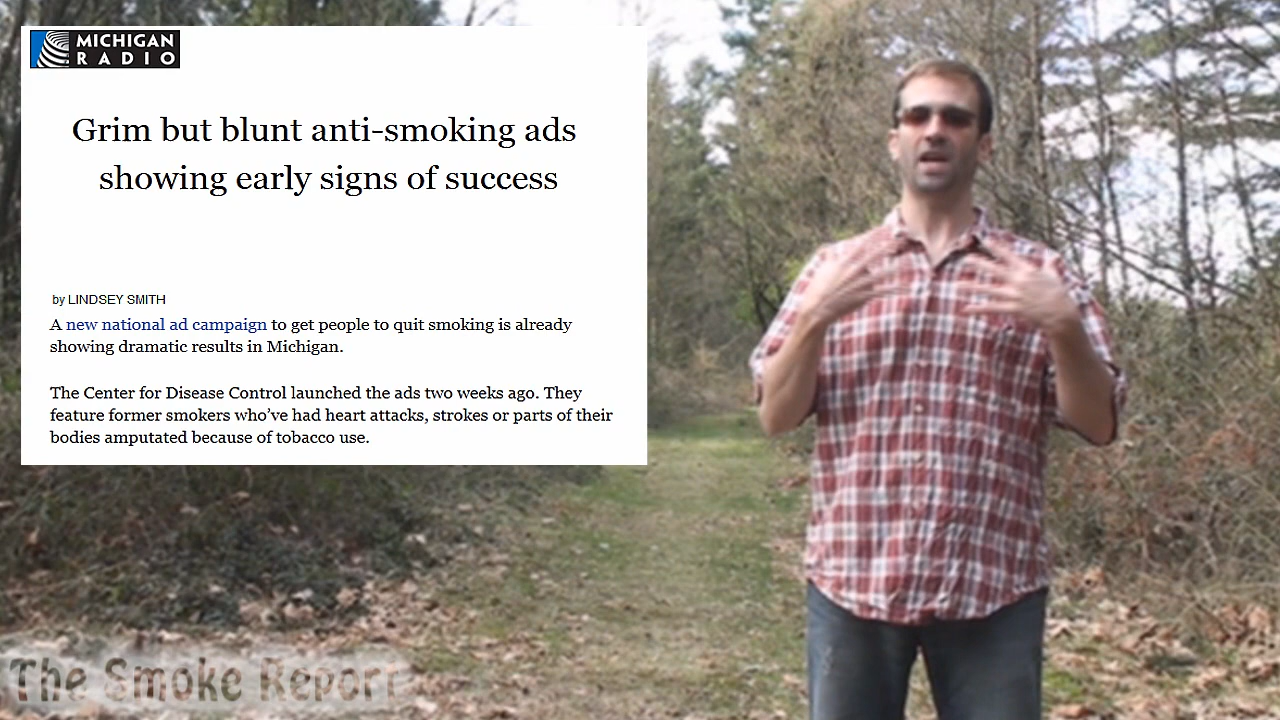 MICHIGAN
RADIO
Grim but blunt anti-smoking ads
showing early signs of success
by LINDSEY SMITH
A new national ad campaign to get people to quit smoking is already
showing dramatic results in Michigan.
The Center for Disease Control launched the ads two weeks ago. They
feature former smokers who’ve had heart attacks, strokes or parts of their
bodies amputated because of tobacco use.
The Smoke Report